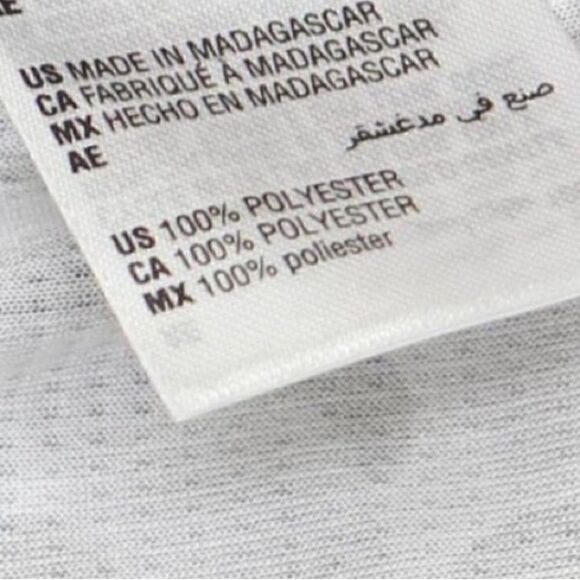 US MADE IN MADAGASCAR
CA FABRIQUÉ À MADAGASCAR
MX HECHO EN MADAGASCAR
AE صنع في مدغشقر
US 100% POLYESTER
CA 100% POLYESTER
MX 100% poliester